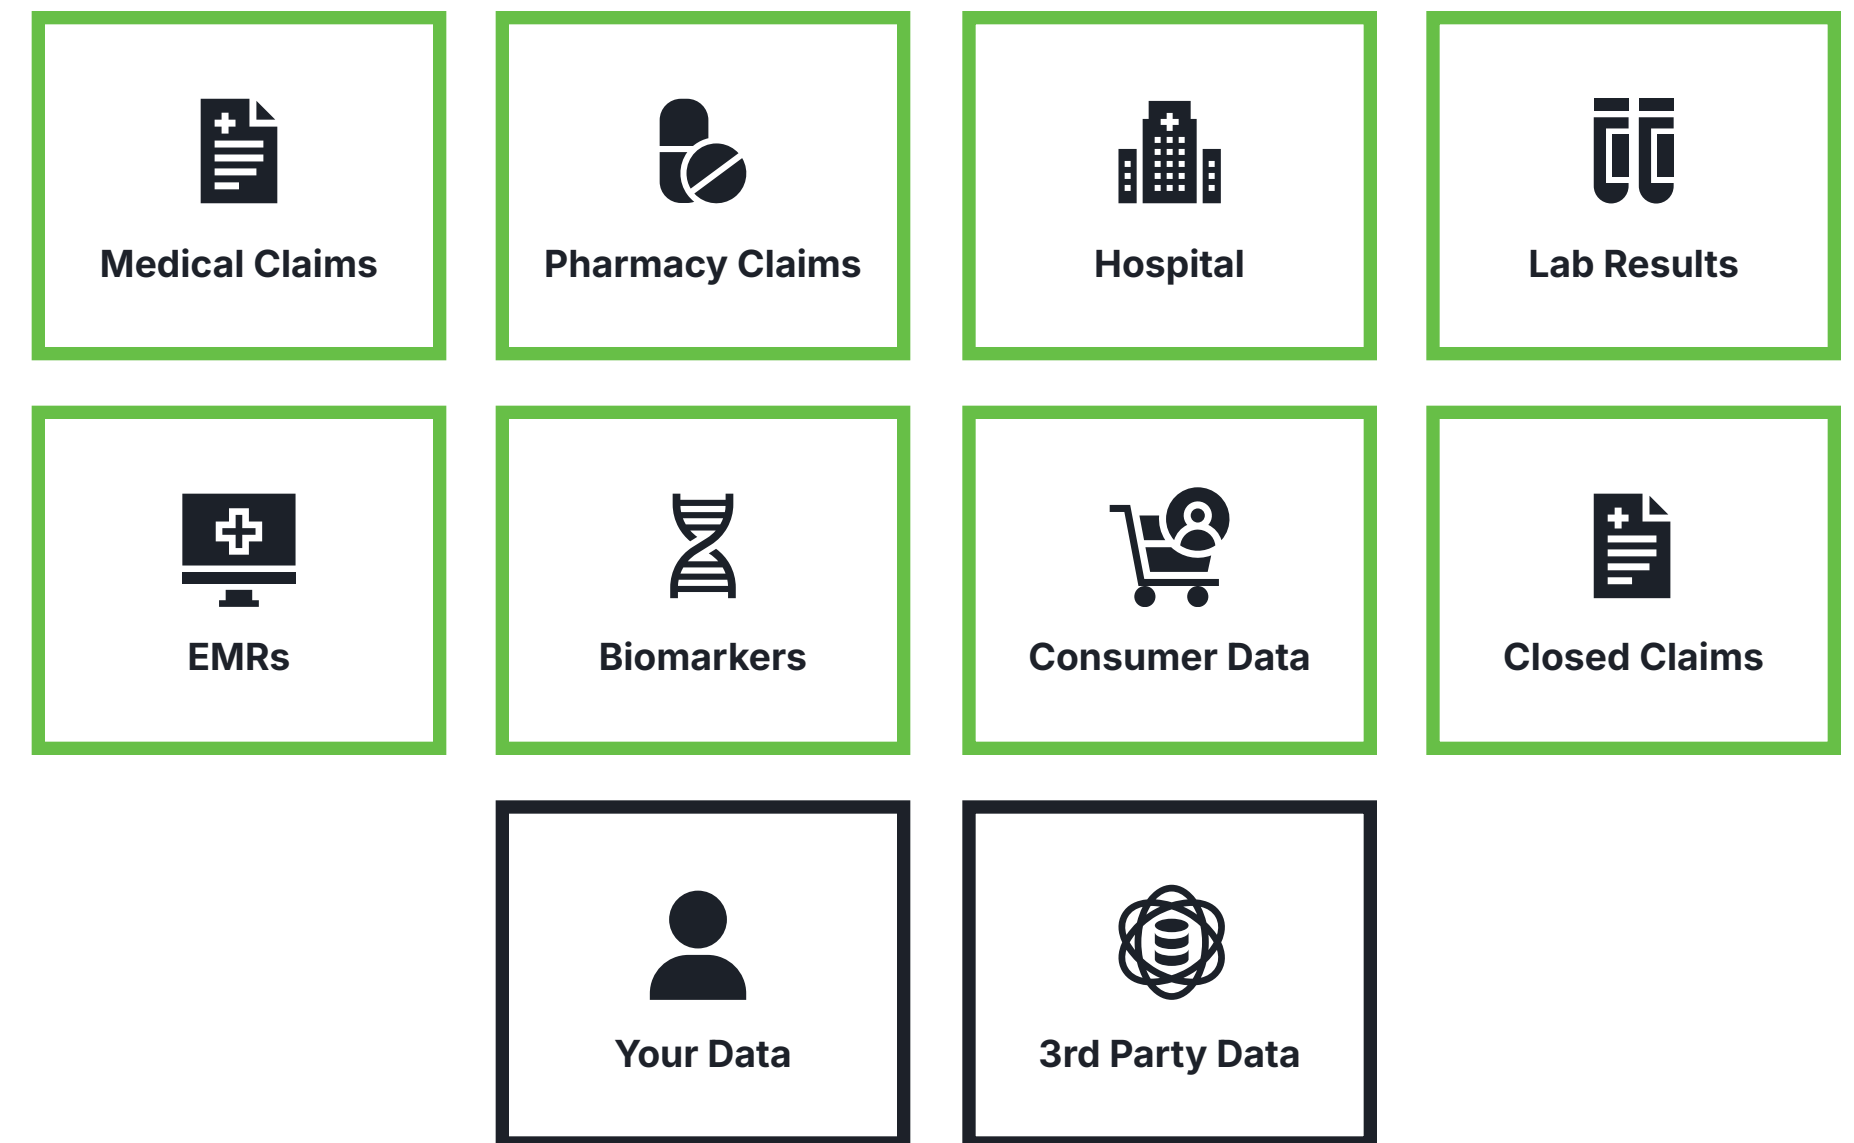 Medical Claims
Pharmacy Claims
Hospital
Lab Results
EMRs
Biomarkers
Consumer Data
Closed Claims
Your Data
3rd Party Data